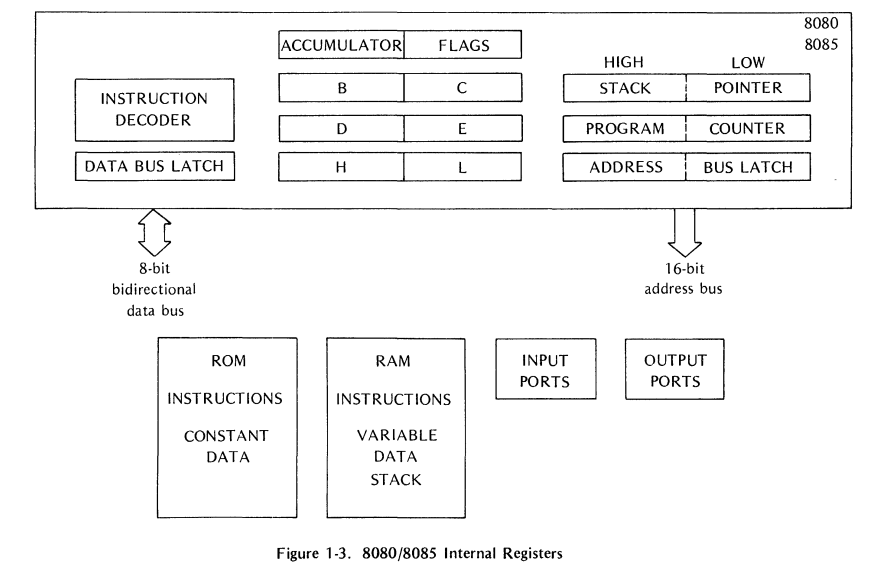 8080
8085
ACCUMULATOR FLAGS
HIGH LOW
INSTRUCTION
DECODER
B C
STACK POINTER
D E
PROGRAM COUNTER
DATA BUS LATCH
H L
ADDRESS BUS LATCH
8-bit
bidirectional
data bus
16-bit
address bus
ROM
INSTRUCTIONS
CONSTANT
DATA
RAM
INSTRUCTIONS
VARIABLE
DATA
STACK
INPUT
PORTS
OUTPUT
PORTS
Figure 1-3. 8080/8085 Internal Registers